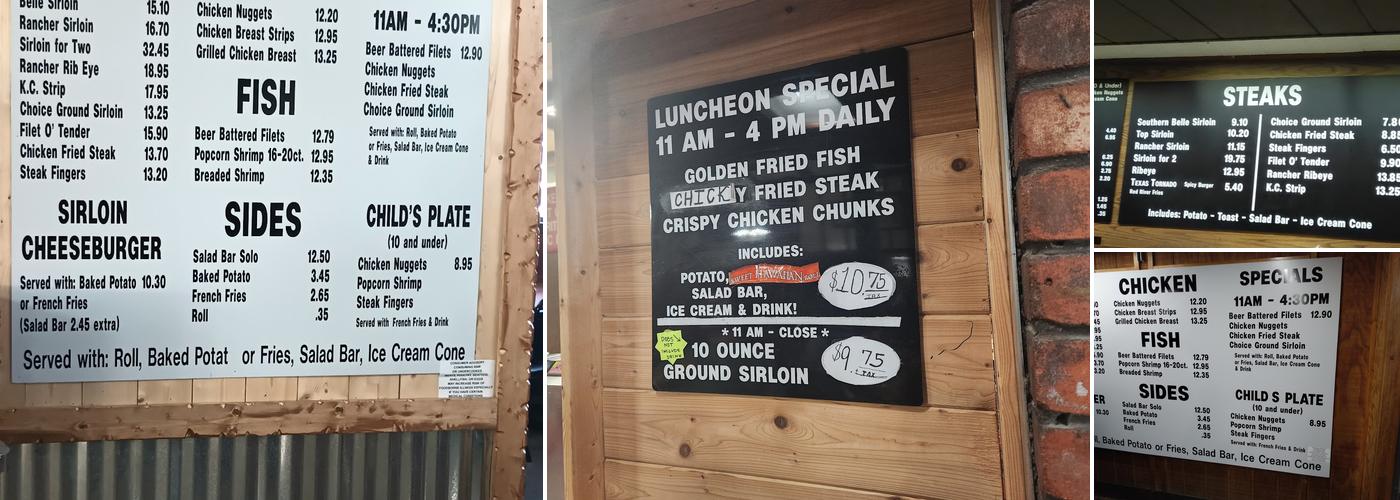 Belle Sirloin 15.10
Rancher Sirloin 16.70
Sirloin for Two 32.45
Rancher Rib Eye 18.95
K.C. Strip 17.95
Choice Ground Sirloin 13.25
Filet O' Tender 15.90
Chicken Fried Steak 13.70
Steak Fingers 13.20
SIRLOIN
CHEESEBURGER
Served with: Baked Potato 10.30
or French Fries
(Salad Bar 2.45 extra)
Chicken Nuggets 12.20
Chicken Breast Strips 12.95
Grilled Chicken Breast 13.25
FISH
Beer Battered Filets 12.79
Popcorn Shrimp 16-20ct. 12.95
Breaded Shrimp 12.35
SIDES
Salad Bar Solo 12.50
Baked Potato 3.45
French Fries 2.65
Roll .35
11AM - 4:30PM
Beer Battered Filets 12.90
Chicken Nuggets
Chicken Fried Steak
Choice Ground Sirloin
Served with: Roll, Baked Potato
or Fries, Salad Bar, Ice Cream Cone
& Drink
CHILD'S PLATE
(10 and under)
Chicken Nuggets 8.95
Popcorn Shrimp
Steak Fingers
Served with French Fries & Drink
Served with: Roll, Baked Potat or Fries, Salad Bar, Ice Cream Cone
LUNCHEON SPECIAL
11 AM - 4 PM DAILY
GOLDEN FRIED FISH
CHICK Y FRIED STEAK
CRISPY CHICKEN CHUNKS
INCLUDES:
POTATO, SWEET HAWAIIAN ROLL
SALAD BAR,
ICE CREAM & DRINK!
$10.75
TAX
* 11 AM - CLOSE *
DOES
NOT
INCLUDE
DRINK
10 OUNCE
GROUND SIRLOIN
$9.75
TAX
STEAKS
Southern Belle Sirloin 9.10
Top Sirloin 10.20
Rancher Sirloin 11.15
Sirloin for 2 19.75
Ribeye 12.95
TEXAS TORNADO Spicy Burger 5.40
Red River Fries
Choice Ground Sirloin 7.8
Chicken Fried Steak 8.8
Steak Fingers 6.50
Filet O' Tender 9.90
Rancher Ribeye 13.85
K.C. Strip 13.25
Includes: Potato - Toast - Salad Bar - Ice Cream Cone
CHICKEN
Chicken Nuggets 12.20
Chicken Breast Strips 12.95
Grilled Chicken 13.25
FISH
Beer Battered Filets 12.79
Popcorn Shrimp 16-20ct. 12.95
Breaded Shrimp 12.35
SIDES
Salad Bar Solo 12.50
Baked Potato 3.45
French Fries 2.65
Roll .35
SPECIALS
11AM - 4:30PM
Beer Battered Filets 12.90
Chicken Nuggets
Chicken Fried Steak
Choice Ground Sirloin
Served with: Roll, Baked Potato
or Fries, Salad Bar, Ice Cream Cone
& Drink
CHILD S PLATE
(10 and under)
Chicken Nuggets 8.95
Popcorn Shrimp
Steak Fingers
Served with: French Fries & Drink
ll, Baked Potato or Fries, Salad Bar, Ice Cream Cone